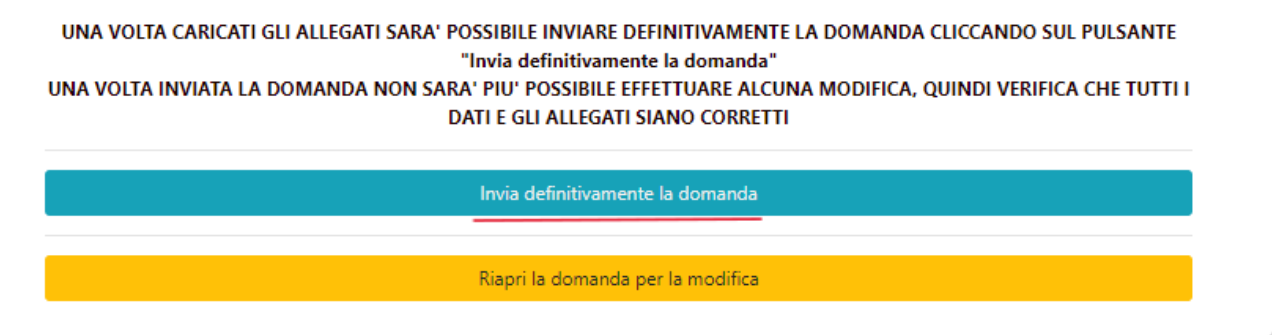 UNA VOLTA CARICATI GLI ALLEGATI SARA' POSSIBILE INVIARE DEFINITIVAMENTE LA DOMANDA CLICCANDO SUL PULSANTE
"Invia definitivamente la domanda"
UNA VOLTA INVIATA LA DOMANDA NON SARA' PIU' POSSIBILE EFFETTUARE ALCUNA MODIFICA, QUINDI VERIFICA CHE TUTTI I
DATI E GLI ALLEGATI SIANO CORRETTI
Invia definitivamente la domanda
Riapri la domanda per la modifica